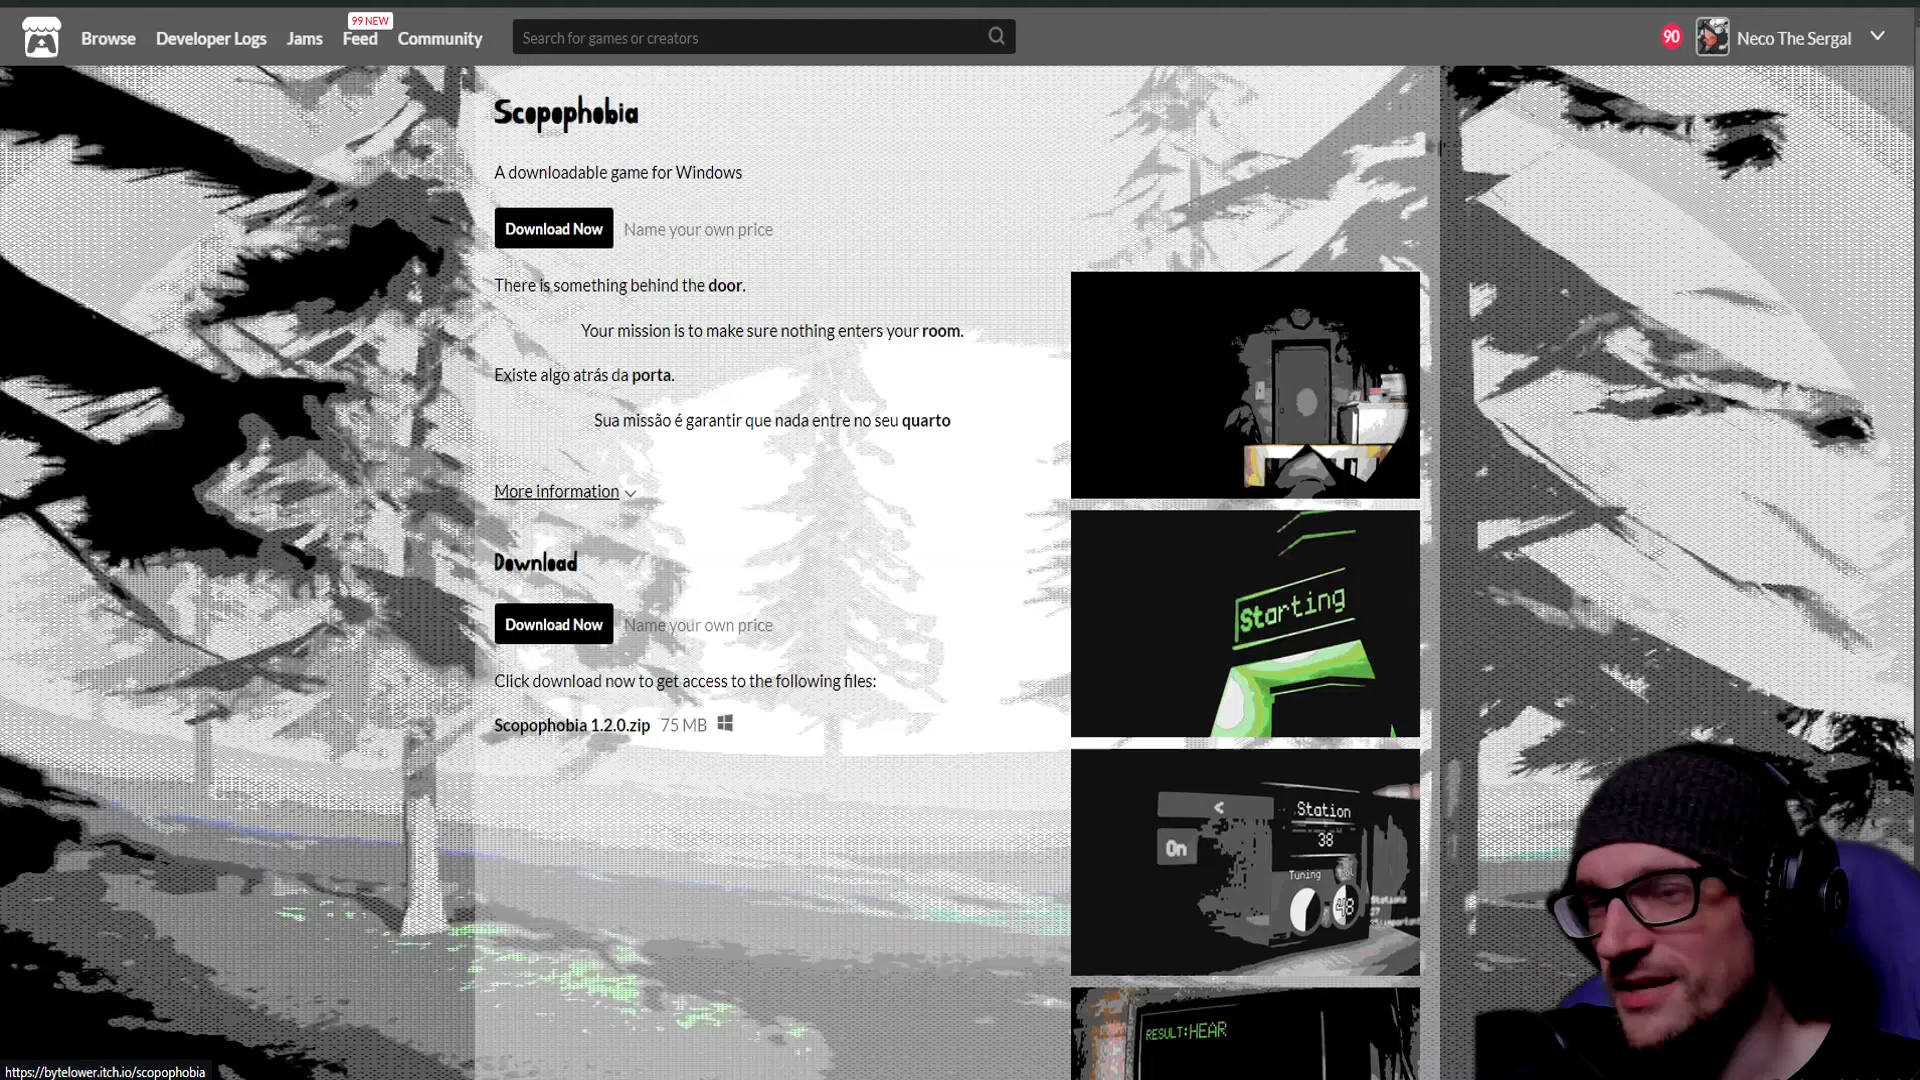 99 NEW
Browse
Developer Logs
Jams
Feed
Community
Search for games or creators
90
Neco The Sergal
Scopophobia
A downloadable game for Windows
Download Now
Name your own price
There is something behind the door.
Your mission is to make sure nothing enters your room.
Existe algo atrás da porta.
Sua missão é garantir que nada entre no seu quarto
More information
Download
Download Now
Name your own price
Click download now to get access to the following files:
Scopophobia 1.2.0.zip 75 MB
Starting
<
Station
38
On
Tuning
48
Stations
27
RESULT:HEAR
https://bytelower.itch.io/scopophobia